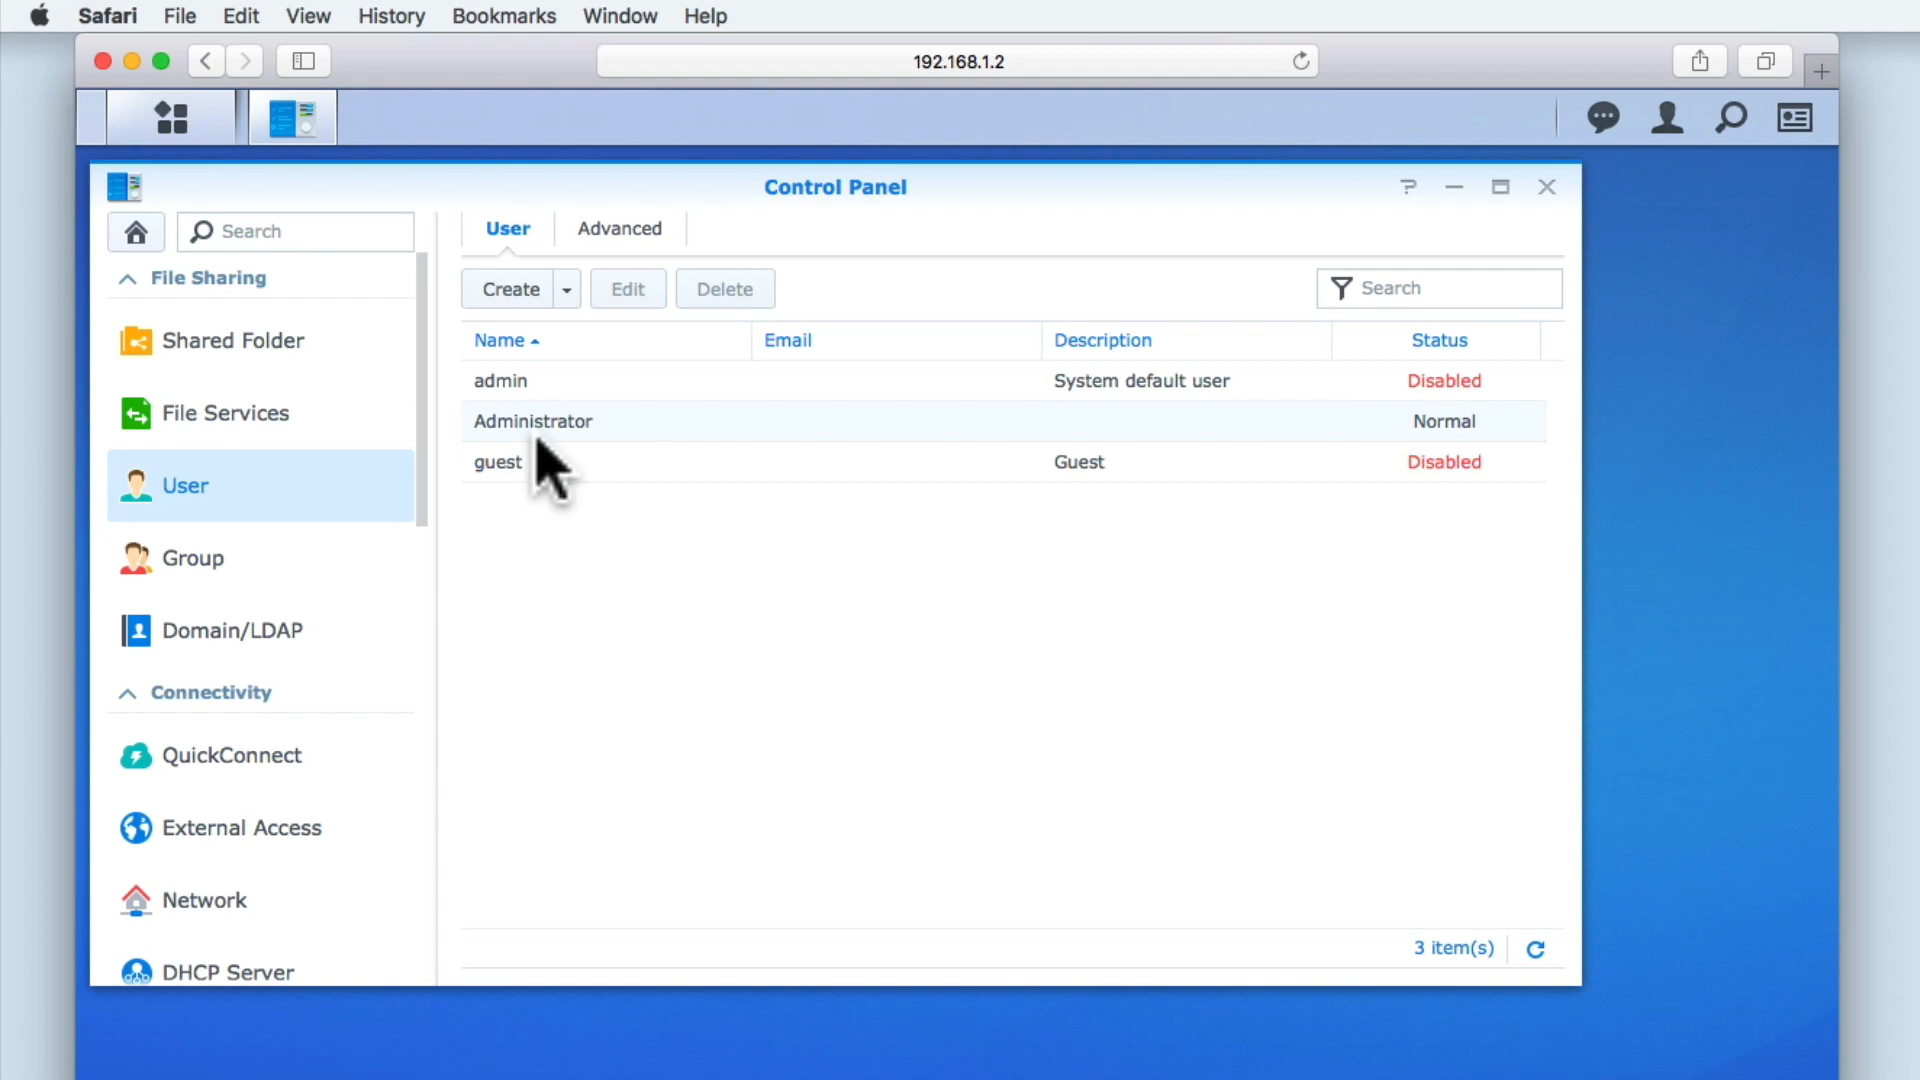 Safari File Edit View History Bookmarks Window Help
192.168.1.2
Control Panel
Search
User Advanced
File Sharing
Create Edit Delete
Search
Name Email Description Status
Shared Folder
admin System default user Disabled
File Services
Administrator Normal
guest Guest Disabled
User
Group
Domain/LDAP
Connectivity
QuickConnect
External Access
Network
3 item(s)
DHCP Server